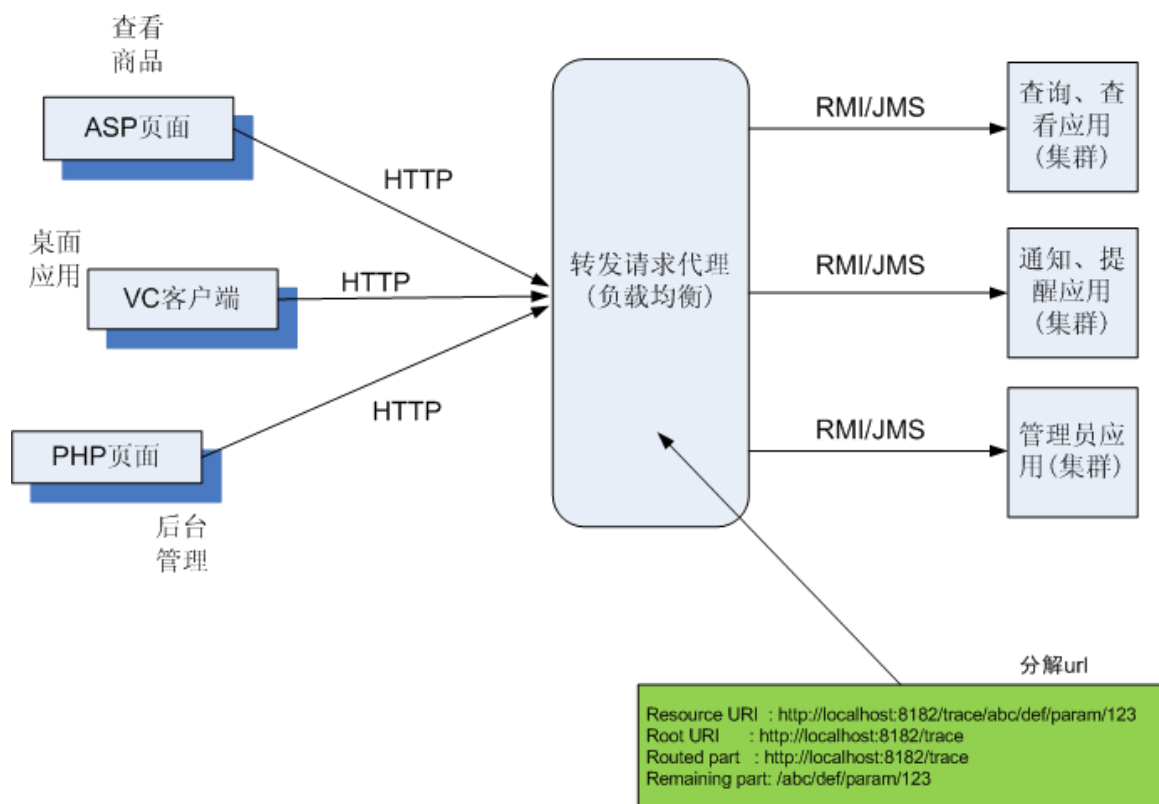 查看
商品
ASP页面
HTTP
桌面
应用
VC客户端
HTTP
PHP页面
HTTP
后台
管理
转发请求代理
(负载均衡)
RMI/JMS
查询、查
看应用
(集群)
RMI/JMS
通知、提
醒应用
(集群)
RMI/JMS
管理员应
用(集群)
分解url
Resource URI : http://localhost:8182/trace/abc/def/param/123
Root URI : http://localhost:8182/trace
Routed part : http://localhost:8182/trace
Remaining part: /abc/def/param/123